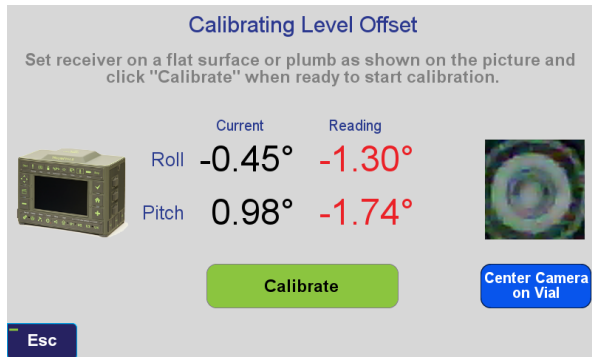 Calibrating Level Offset
Set receiver on a flat surface or plumb as shown on the picture and
click "Calibrate" when ready to start calibration.
Current Reading
Roll -0.45° -1.30°
Pitch 0.98° -1.74°
Calibrate
Center Camera
on Vial
Esc